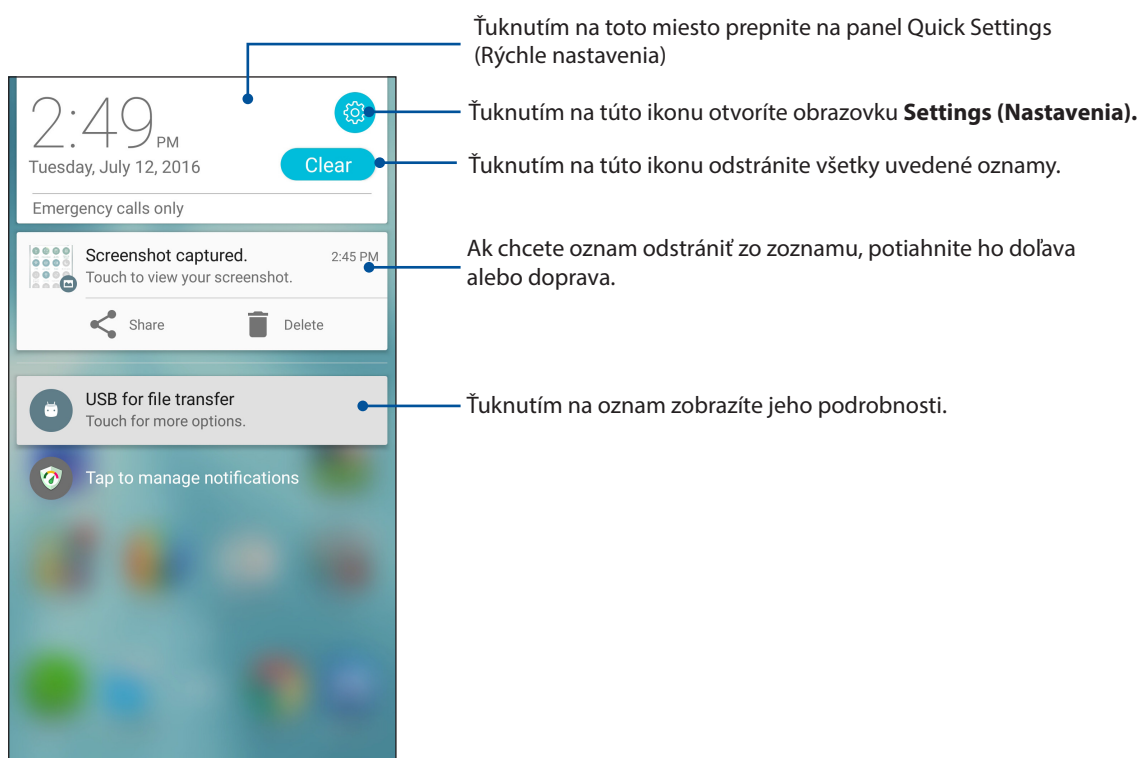 Ťuknutím na toto miesto prepnite na panel Quick Settings
(Rýchle nastavenia)
2:49 PM
Tuesday, July 12, 2016
Ťuknutím na túto ikonu otvoríte obrazovku Settings (Nastavenia).
Clear
Ťuknutím na túto ikonu odstránite všetky uvedené oznamy.
Emergency calls only
Screenshot captured.
2:45 PM
Touch to view your screenshot.
Ak chcete oznam odstrániť zo zoznamu, potiahnite ho doľava
alebo doprava.
Share
Delete
USB for file transfer
Touch for more options.
Ťuknutím na oznam zobrazíte jeho podrobnosti.
Tap to manage notifications